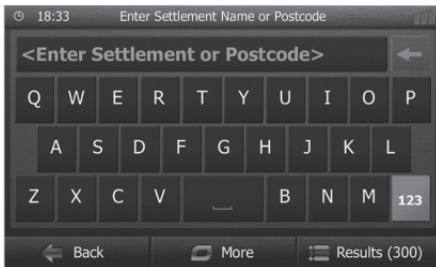 18:33 Enter Settlement Name or Postcode
<Enter Settlement or Postcode>
Q W E R T Y U I O P
A S D F G H J K L
Z X C V B N M 123
Back More Results (300)